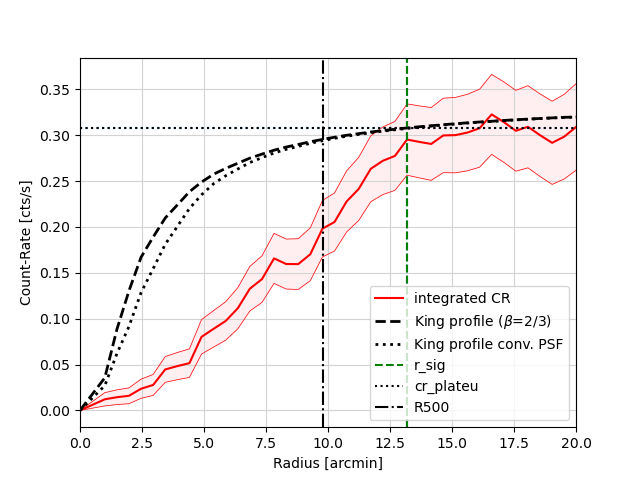 0.35
0.30
0.25
0.20
0.15
0.10
0.05
0.00
Count-Rate [cts/s]
integrated CR
King profile (β=2/3)
King profile conv. PSF
r_sig
cr_plateu
R500
0.0 2.5 5.0 7.5 10.0 12.5 15.0 17.5 20.0
Radius [arcmin]